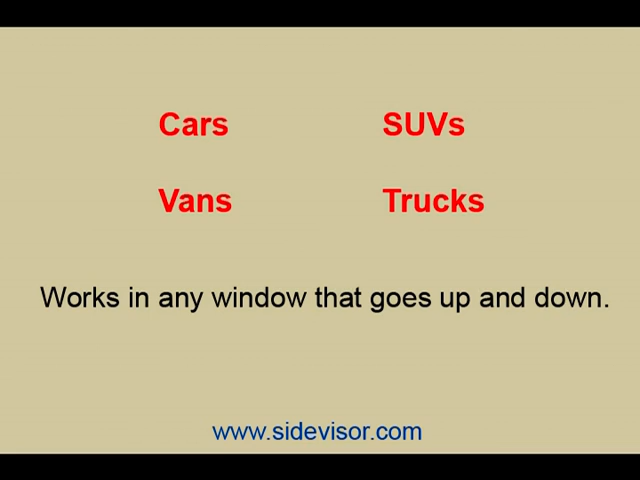 Cars SUVs
Vans Trucks
Works in any window that goes up and down.
www.sidevisor.com